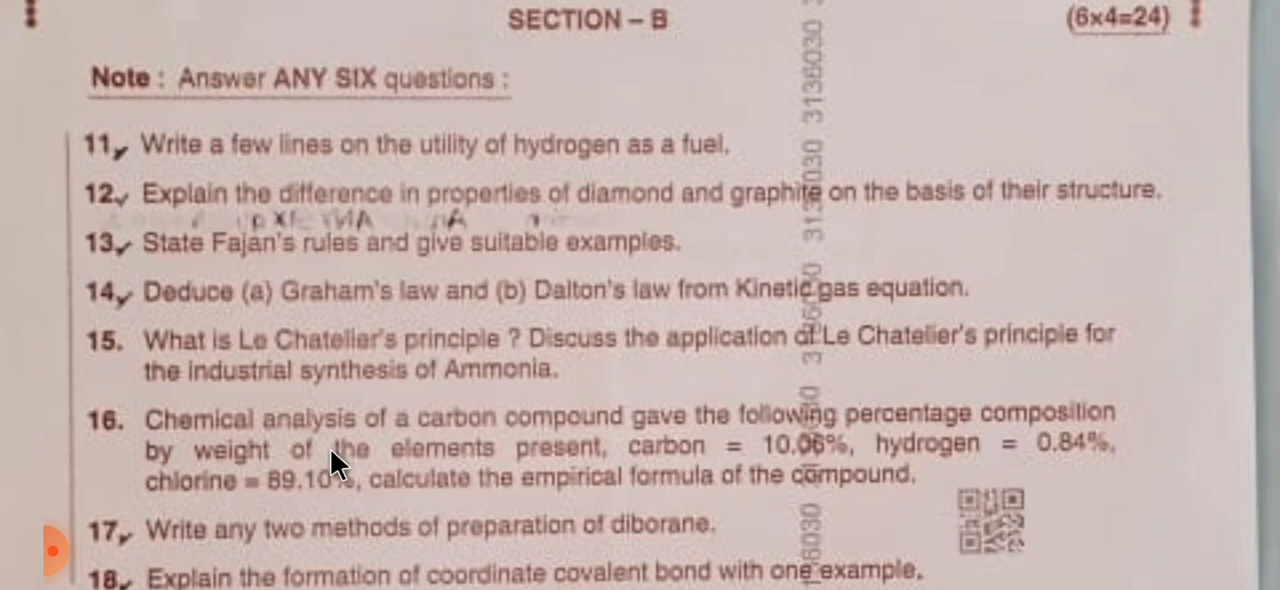 SECTION – B (6x4=24)
Note : Answer ANY SIX questions :
11. Write a few lines on the utility of hydrogen as a fuel.
12. Explain the difference in properties of diamond and graphite on the basis of their structure.
13. State Fajan's rules and give suitable examples.
14. Deduce (a) Graham's law and (b) Dalton's law from Kinetic gas equation.
15. What is Le Chatelier's principle ? Discuss the application of Le Chatelier's principle for
the industrial synthesis of Ammonia.
16. Chemical analysis of a carbon compound gave the following percentage composition
by weight of the elements present, carbon = 10.06%, hydrogen = 0.84%,
chlorine = 89.10%, calculate the empirical formula of the compound.
17. Write any two methods of preparation of diborane.
18. Explain the formation of coordinate covalent bond with one example.
3136030